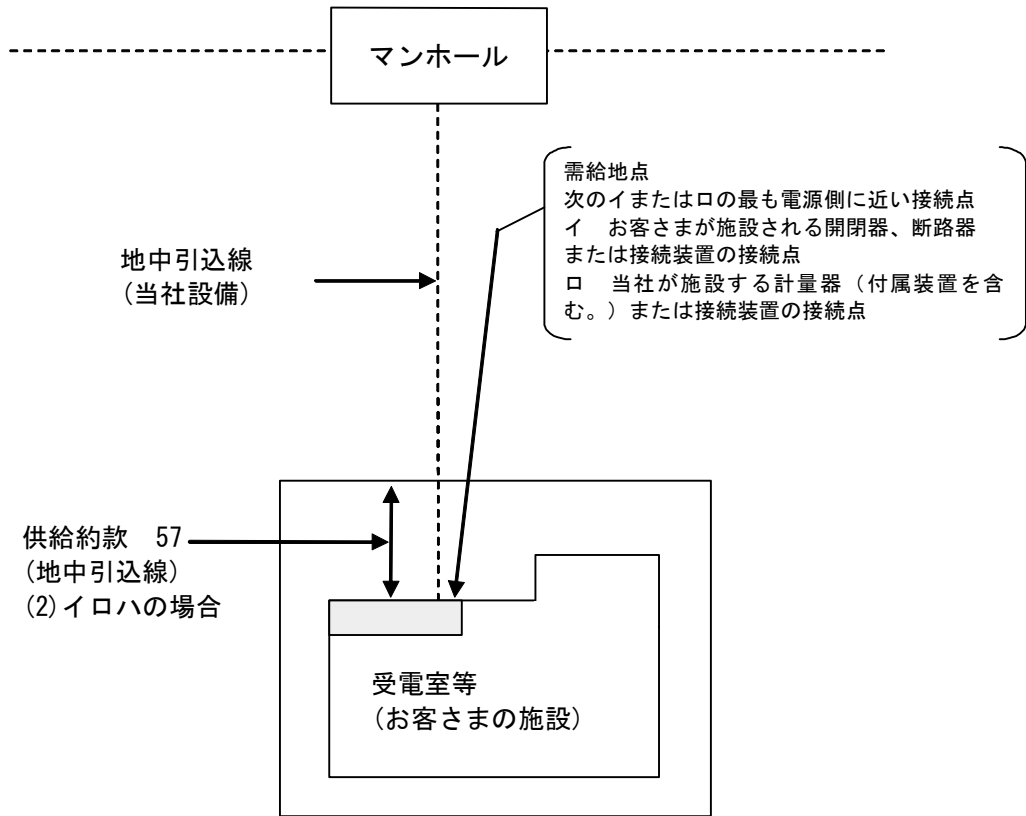 マンホール
需給地点
次のイまたはロの最も電源側に近い接続点
イ　お客さまが施設される開閉器、断路器
または接続装置の接続点
ロ　当社が施設する計量器（付属装置を含
む。）または接続装置の接続点
地中引込線
(当社設備)
供給約款　57
(地中引込線)
(2)イロハの場合
受電室等
(お客さまの施設)